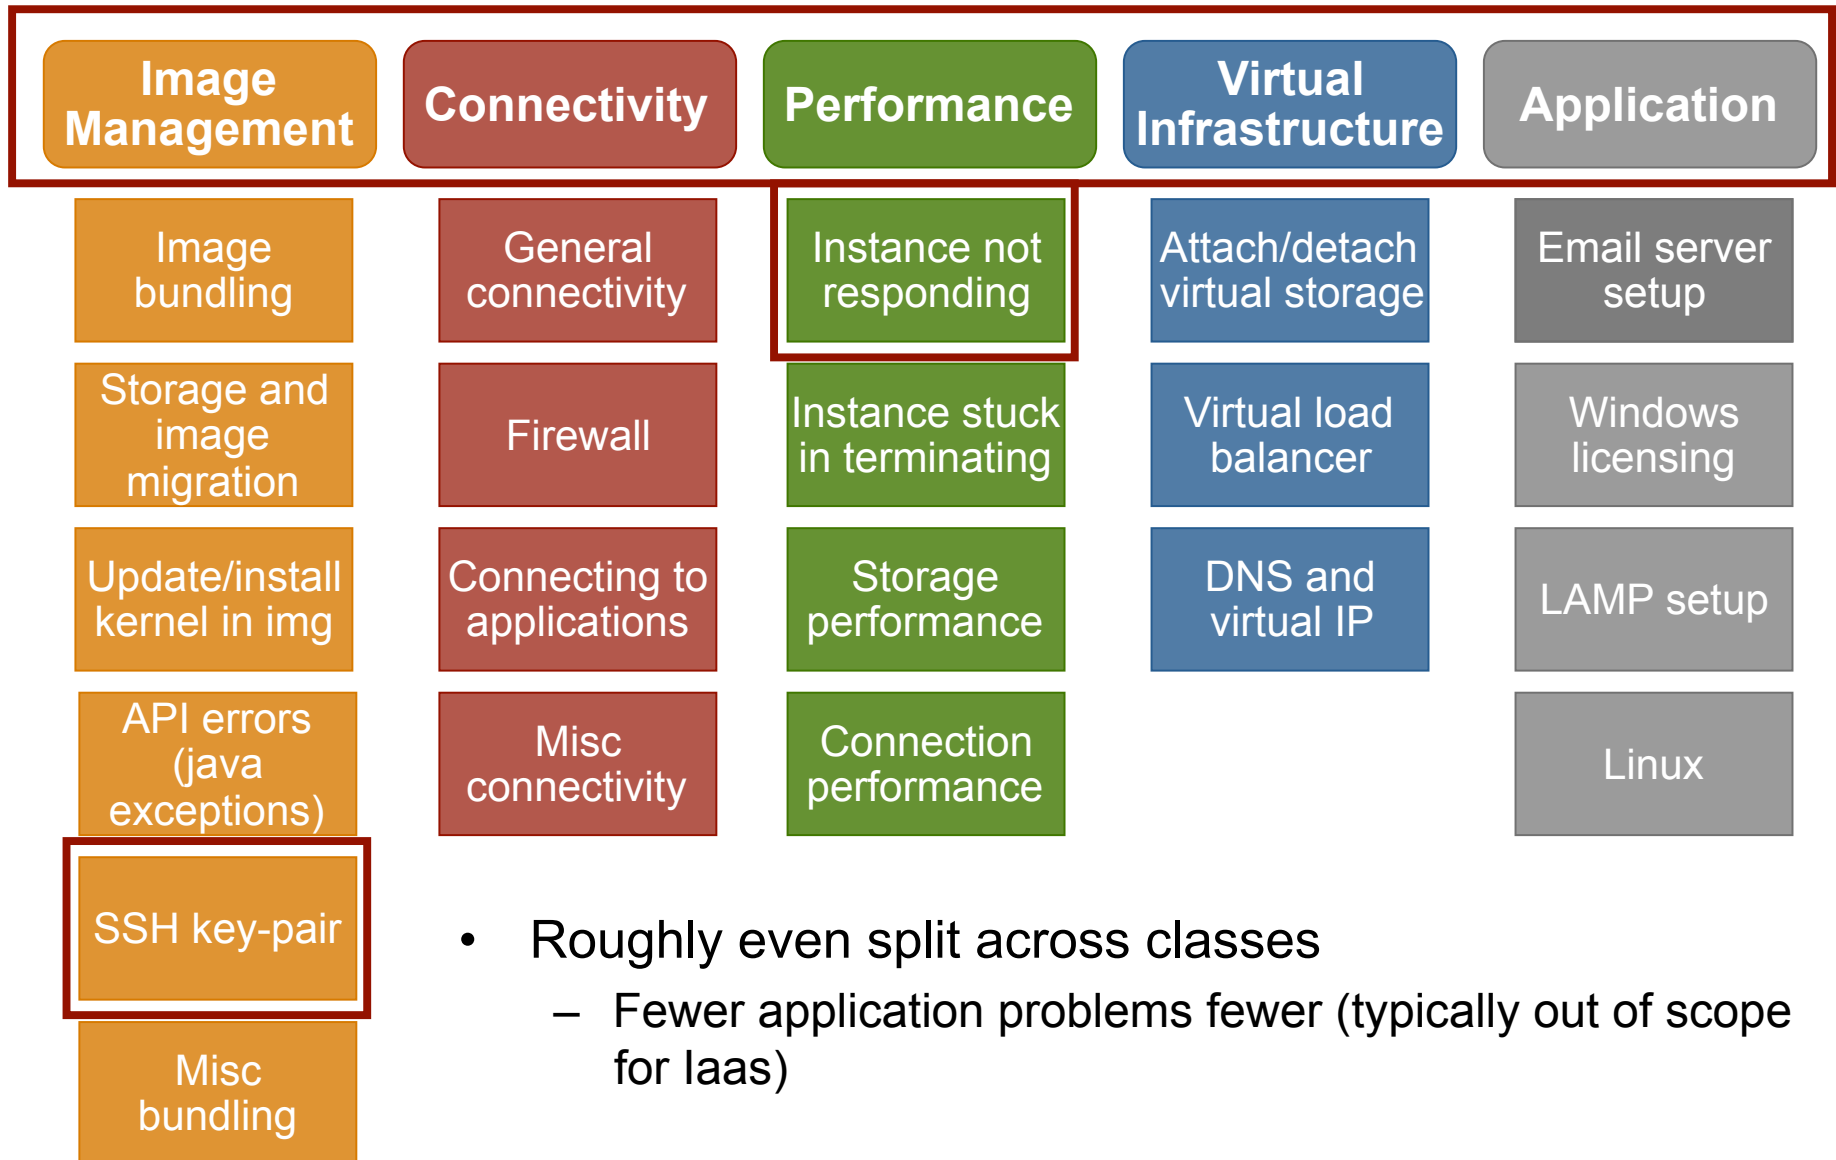 Image
Management
Connectivity
Performance
Virtual
Infrastructure
Application
Image
bundling
General
connectivity
Instance not
responding
Attach/detach
virtual storage
Email server
setup
Storage and
image
migration
Firewall
Instance stuck
in terminating
Virtual load
balancer
Windows
licensing
Update/install
kernel in img
Connecting to
applications
Storage
performance
DNS and
virtual IP
LAMP setup
API errors
(java
exceptions)
Misc
connectivity
Connection
performance
Linux
SSH key-pair
Misc
bundling
• Roughly even split across classes
– Fewer application problems fewer (typically out of scope
for Iaas)